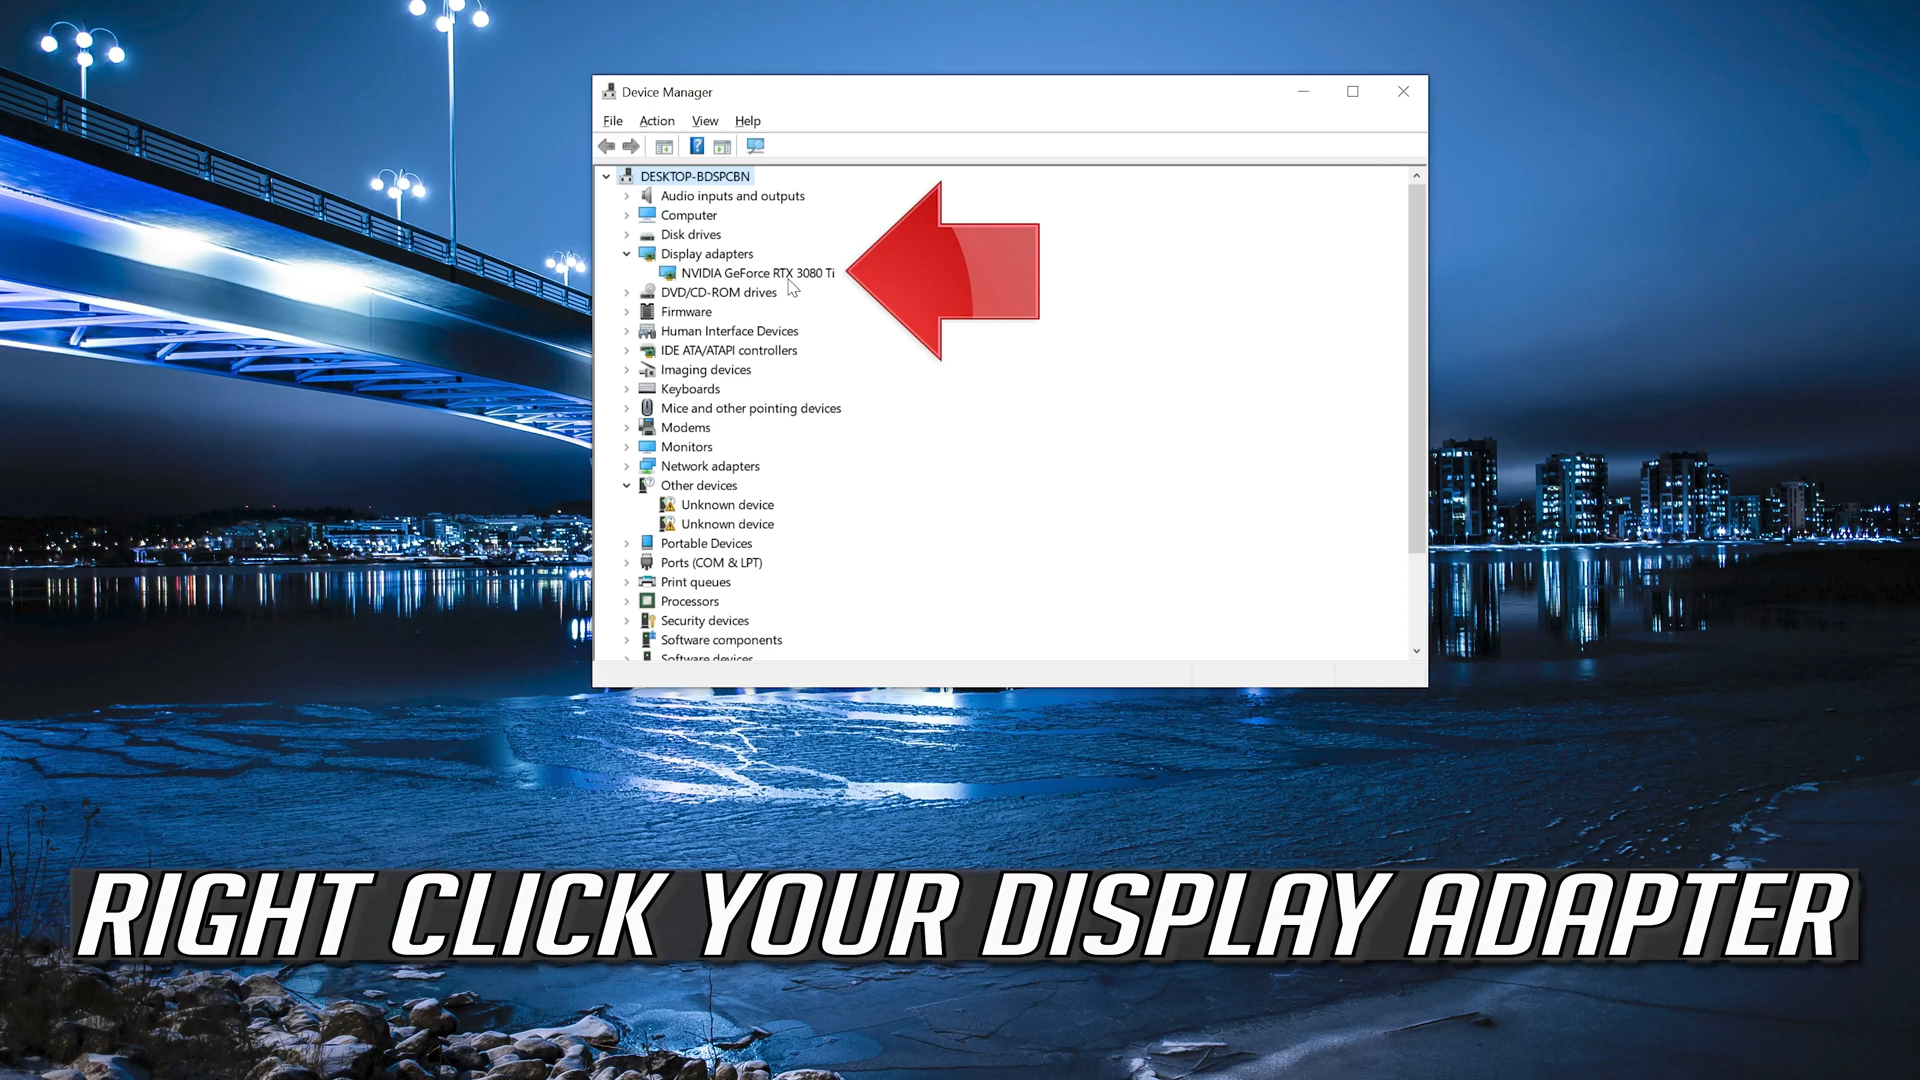 Device Manager
File Action View Help
DESKTOP-BDSPCBN
Audio inputs and outputs
Computer
Disk drives
Display adapters
NVIDIA GeForce RTX 3080 Ti
DVD/CD-ROM drives
Firmware
Human Interface Devices
IDE ATA/ATAPI controllers
Imaging devices
Keyboards
Mice and other pointing devices
Modems
Monitors
Network adapters
Other devices
Unknown device
Unknown device
Portable Devices
Ports (COM & LPT)
Print queues
Processors
Security devices
Software components
Software devices
RIGHT CLICK YOUR DISPLAY ADAPTER